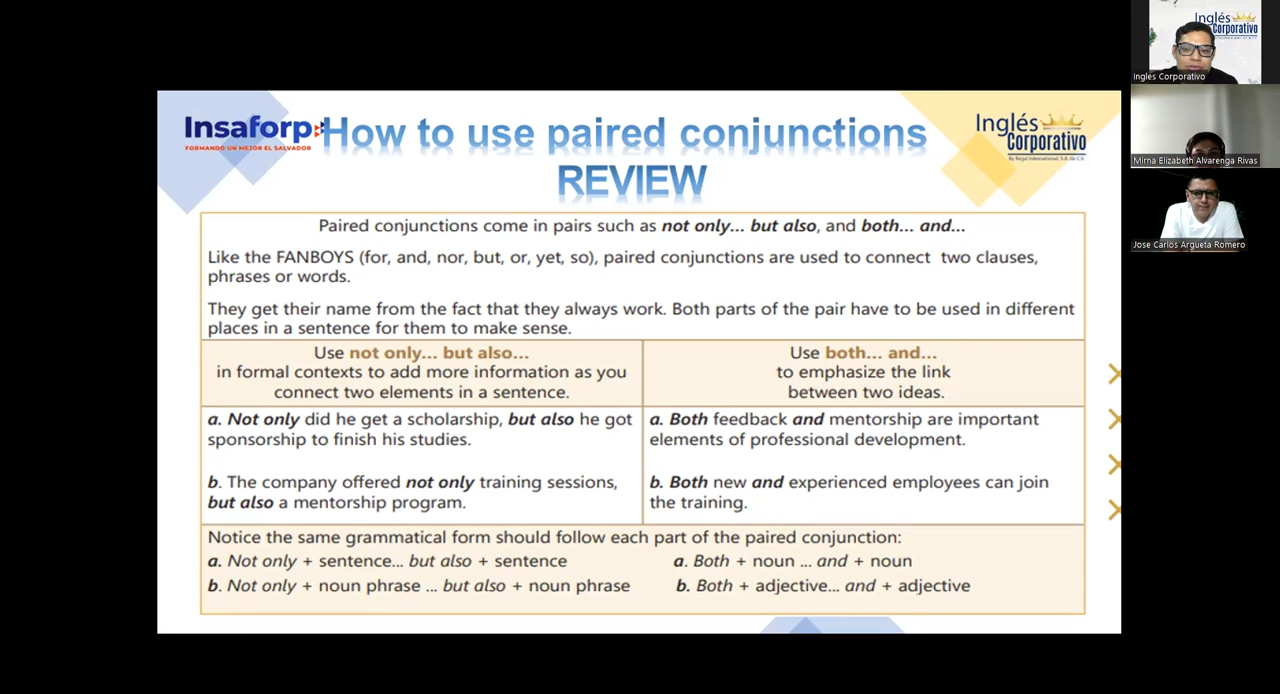 Insaforp
FORMANDO UN MEJOR EL SALVADOR
How to use paired conjunctions
REVIEW
Inglés
Corporativo
By Regal International, S.A. de C.V.
Paired conjunctions come in pairs such as not only... but also, and both... and...
Like the FANBOYS (for, and, nor, but, or, yet, so), paired conjunctions are used to connect two clauses,
phrases or words.
They get their name from the fact that they always work. Both parts of the pair have to be used in different
places in a sentence for them to make sense.
Use not only... but also...
in formal contexts to add more information as you
connect two elements in a sentence.
Use both... and...
to emphasize the link
between two ideas.
a. Not only did he get a scholarship, but also he got
sponsorship to finish his studies.
b. The company offered not only training sessions,
but also a mentorship program.
a. Both feedback and mentorship are important
elements of professional development.
b. Both new and experienced employees can join
the training.
Notice the same grammatical form should follow each part of the paired conjunction:
a. Not only + sentence... but also + sentence
b. Not only + noun phrase ... but also + noun phrase
a. Both + noun ... and + noun
b. Both + adjective... and + adjective
Inglés
Corporativo
Ingles Corporativo
Mirna Elizabeth Alvarenga Rivas
Jose Carlos Argueta Romero